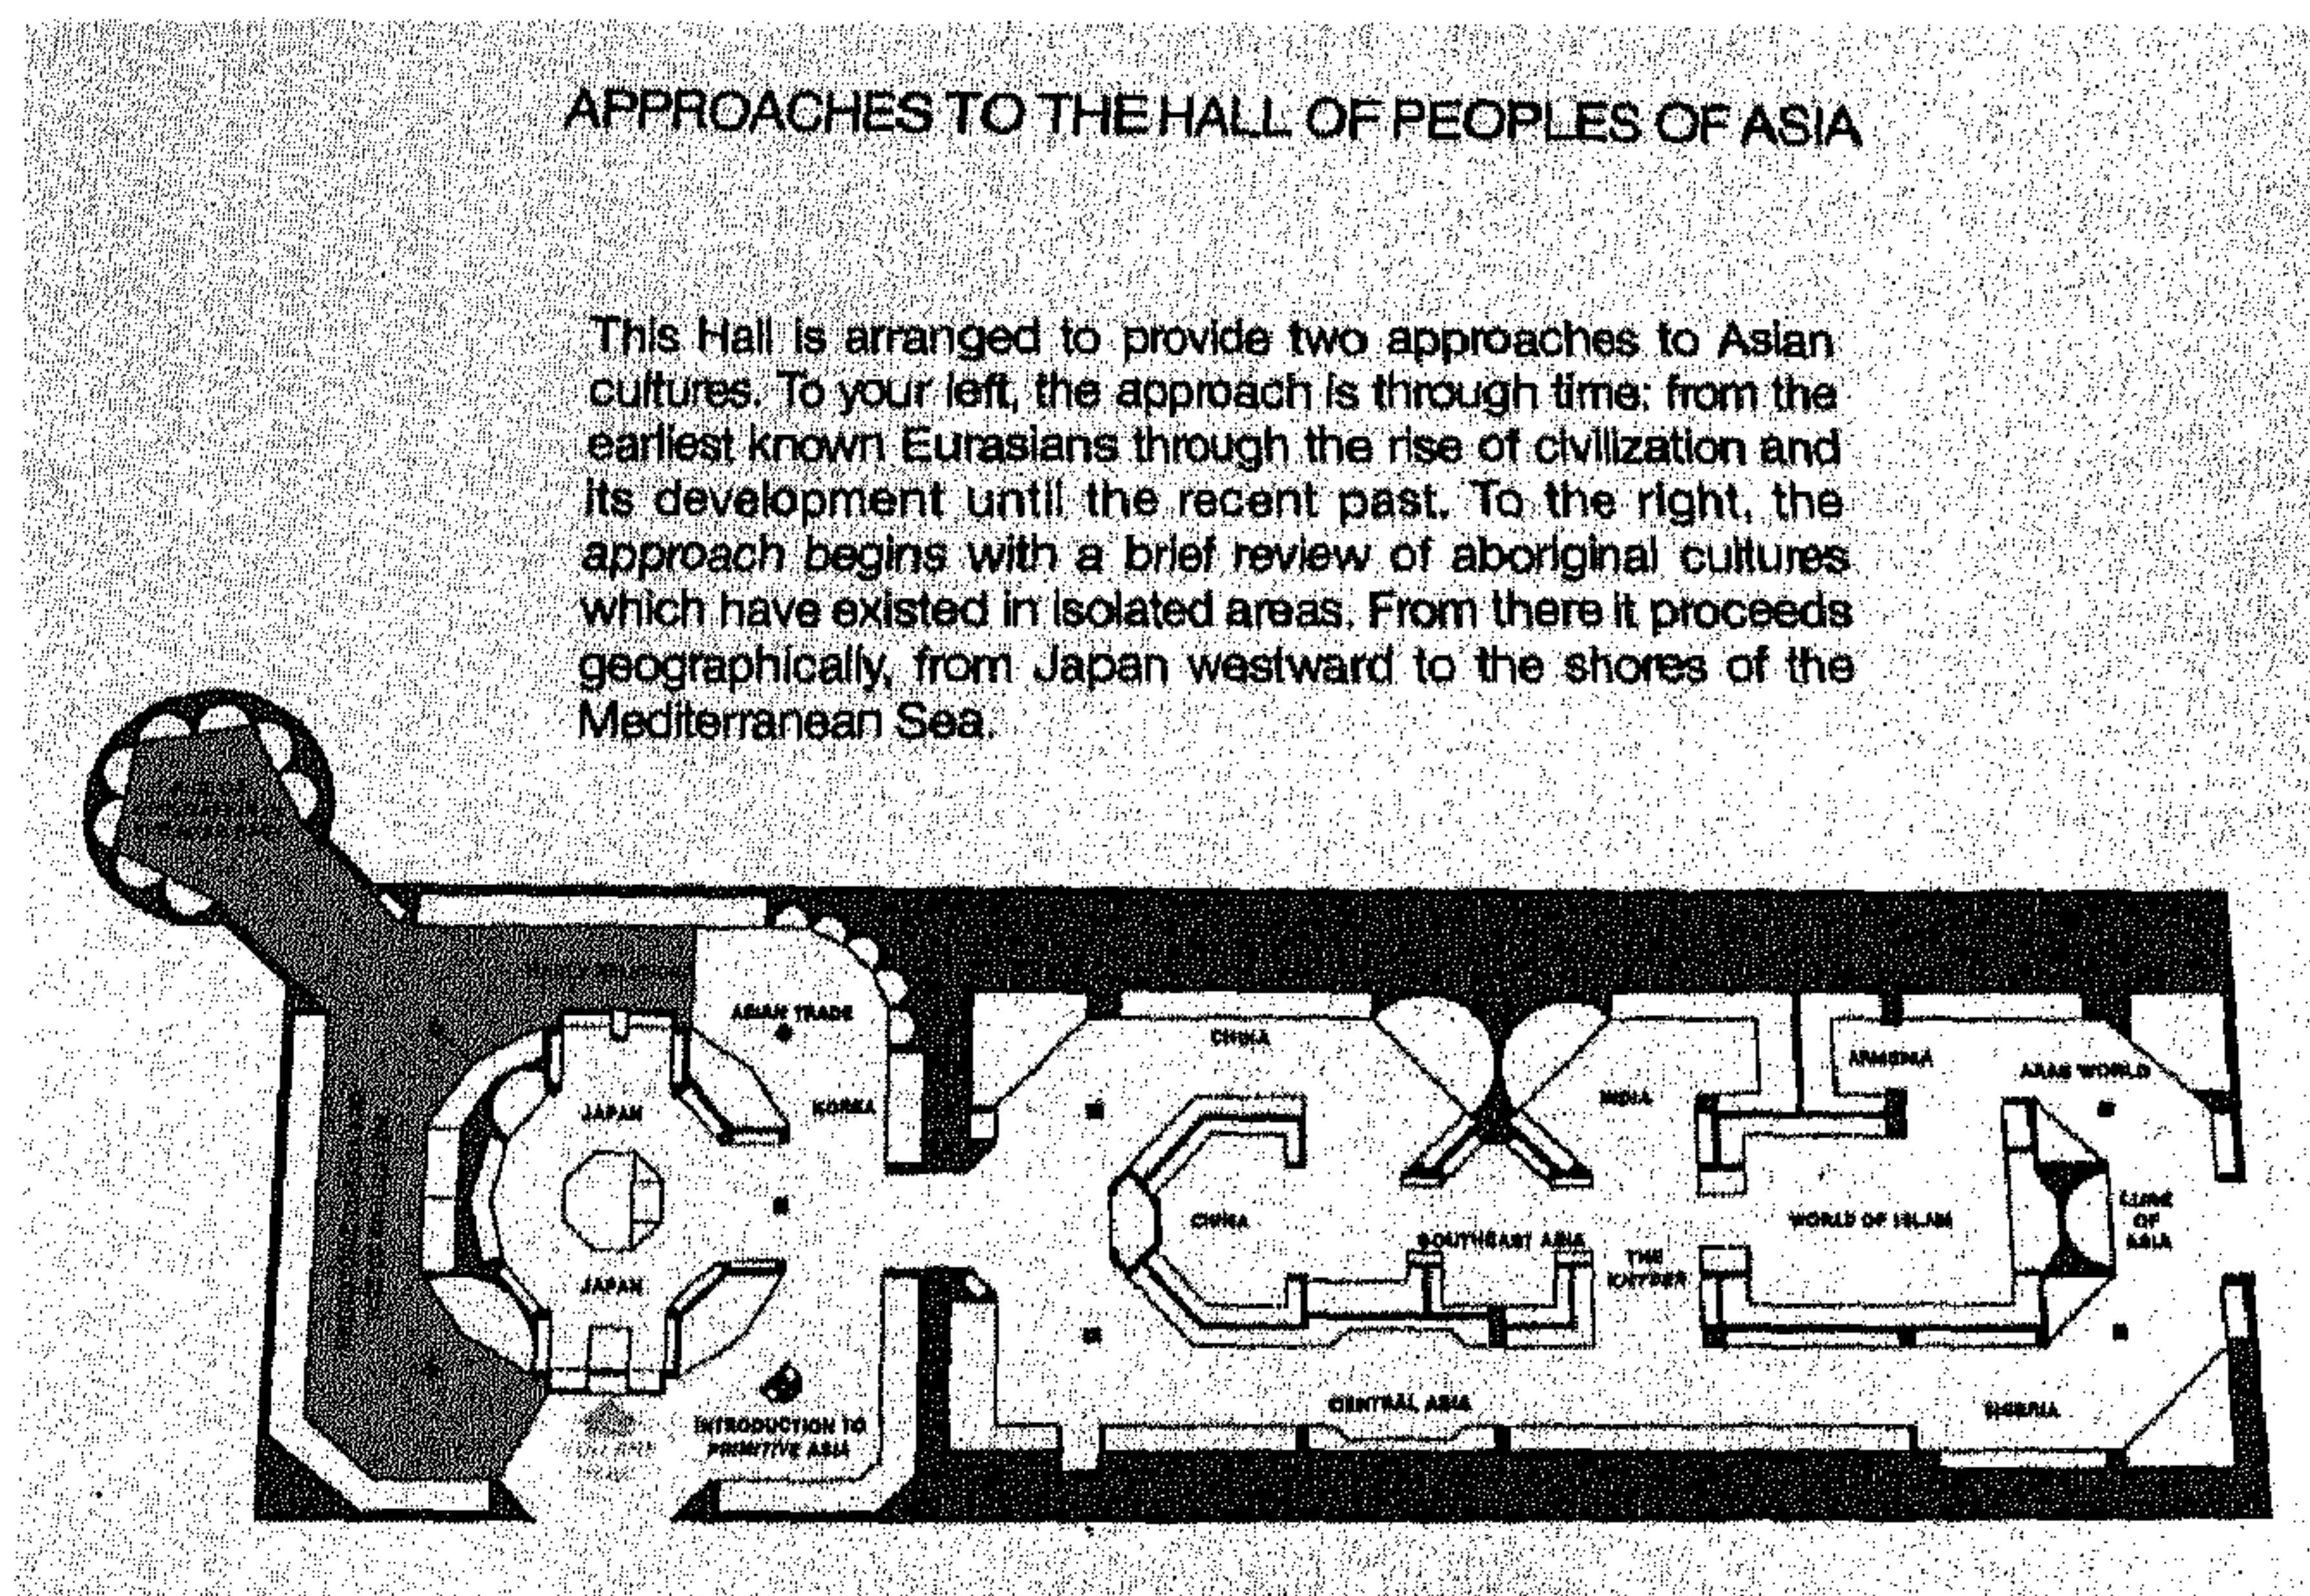 APPROACHES TO THE HALL OF PEOPLES OF ASIA
This Hall is arranged to provide two approaches to Asian
cultures. To your left, the approach is through time: from the
earliest known Eurasians through the rise of civilization and
its development until the recent past. To the right, the
approach begins with a brief review of aboriginal cultures
which have existed in isolated areas. From there it proceeds
geographically, from Japan westward to the shores of the
Mediterranean Sea.
ASIAN TRADE
KOREA
JAPAN
JAPAN
YOU ARE
HERE
INTRODUCTION TO
PRIMITIVE ASIA
CHINA
CHINA
SOUTHEAST ASIA
CENTRAL ASIA
INDIA
THE
KHYBER
ARMENIA
ARAB WORLD
WORLD OF ISLAM
LURE
OF
ASIA
SIBERIA